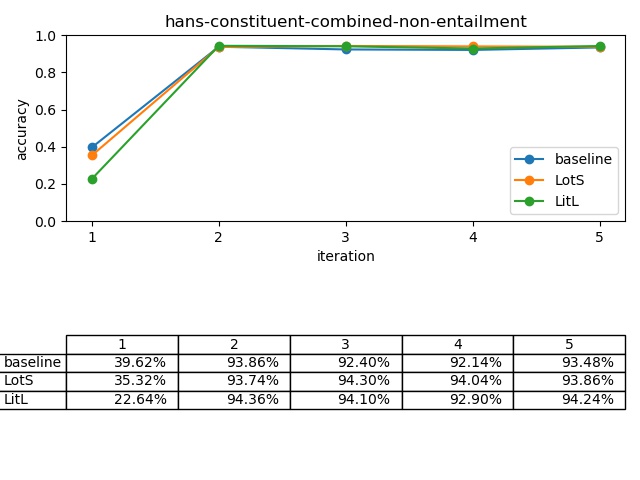 hans-constituent-combined-non-entailment
1.0
0.8
0.6
0.4
0.2
0.0
accuracy
1 2 3 4 5
iteration
baseline
LotS
LitL
1 2 3 4 5
baseline 39.62% 93.86% 92.40% 92.14% 93.48%
LotS 35.32% 93.74% 94.30% 94.04% 93.86%
LitL 22.64% 94.36% 94.10% 92.90% 94.24%